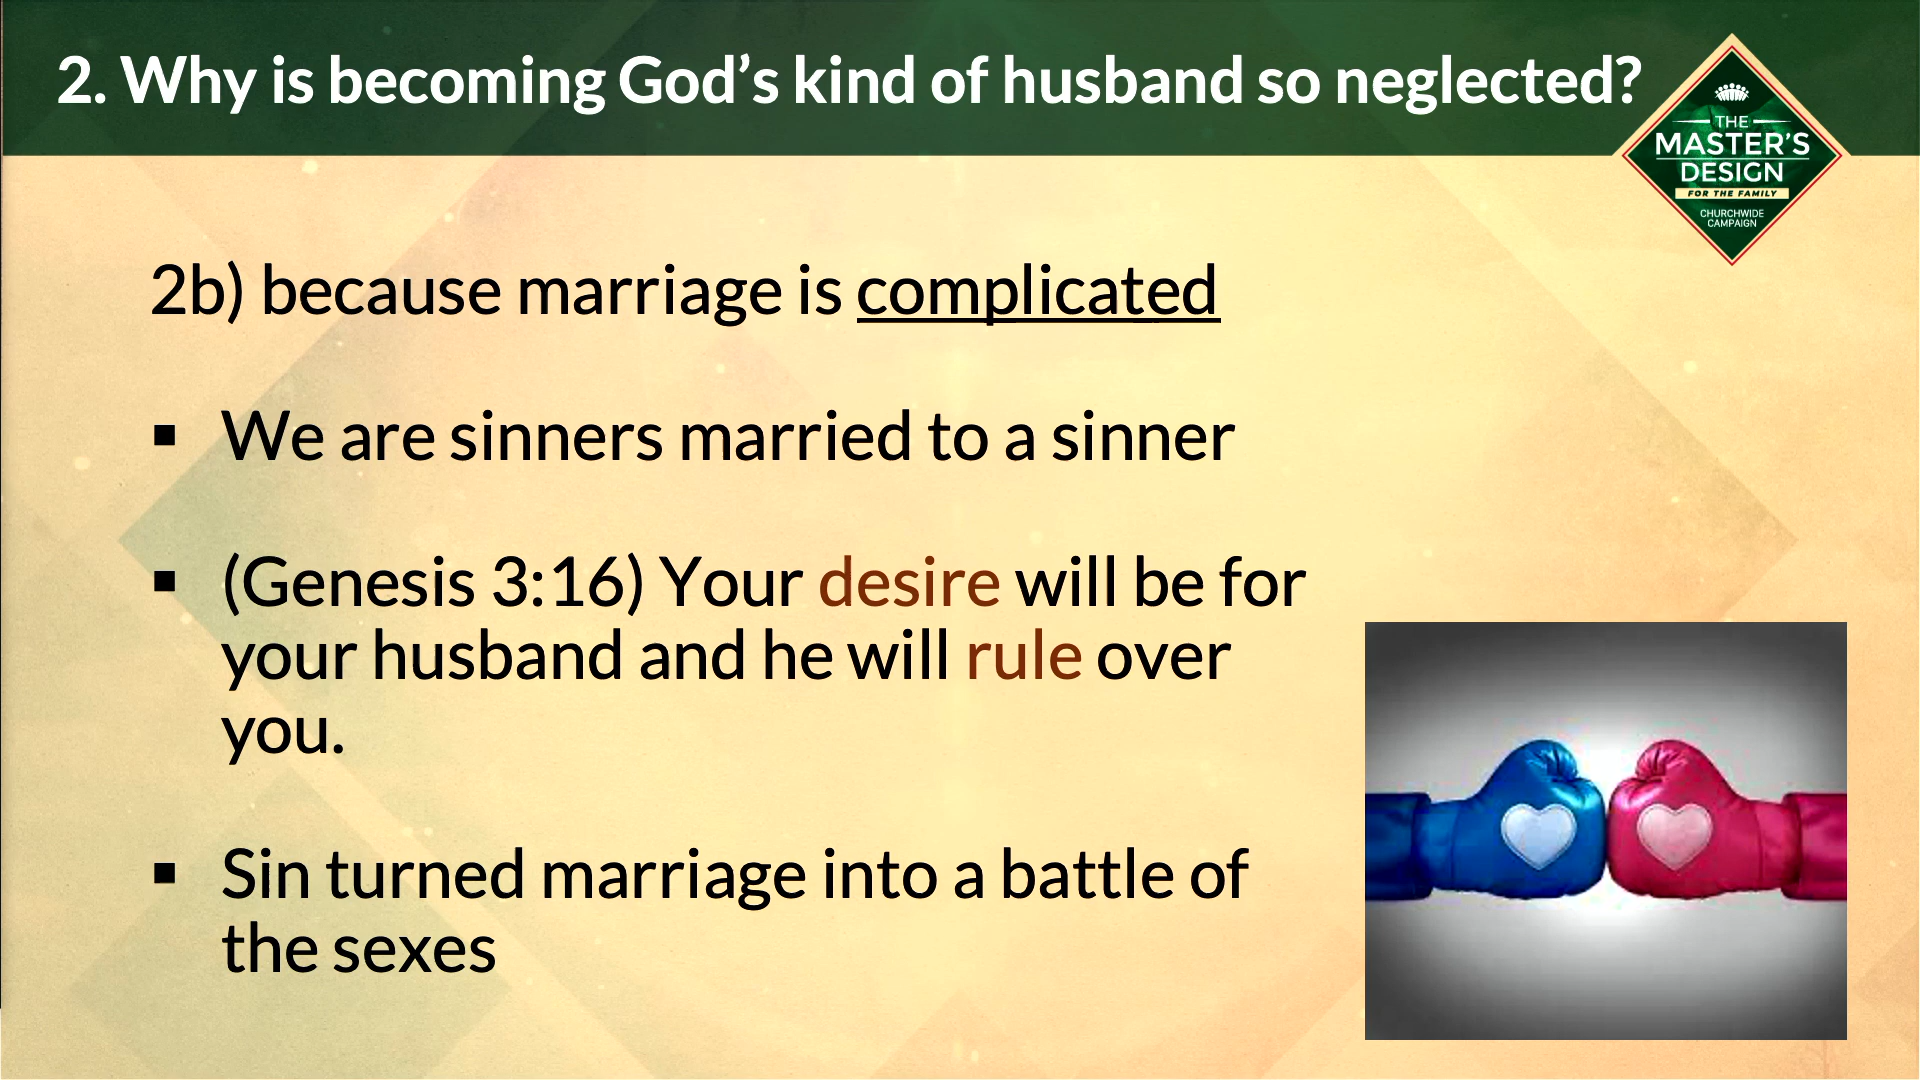 2. Why is becoming God’s kind of husband so neglected?
THE
MASTER’S
DESIGN
FOR THE FAMILY
CHURCHWIDE
CAMPAIGN
2b) because marriage is complicated
▪ We are sinners married to a sinner
▪ (Genesis 3:16) Your desire will be for
your husband and he will rule over
you.
▪ Sin turned marriage into a battle of
the sexes